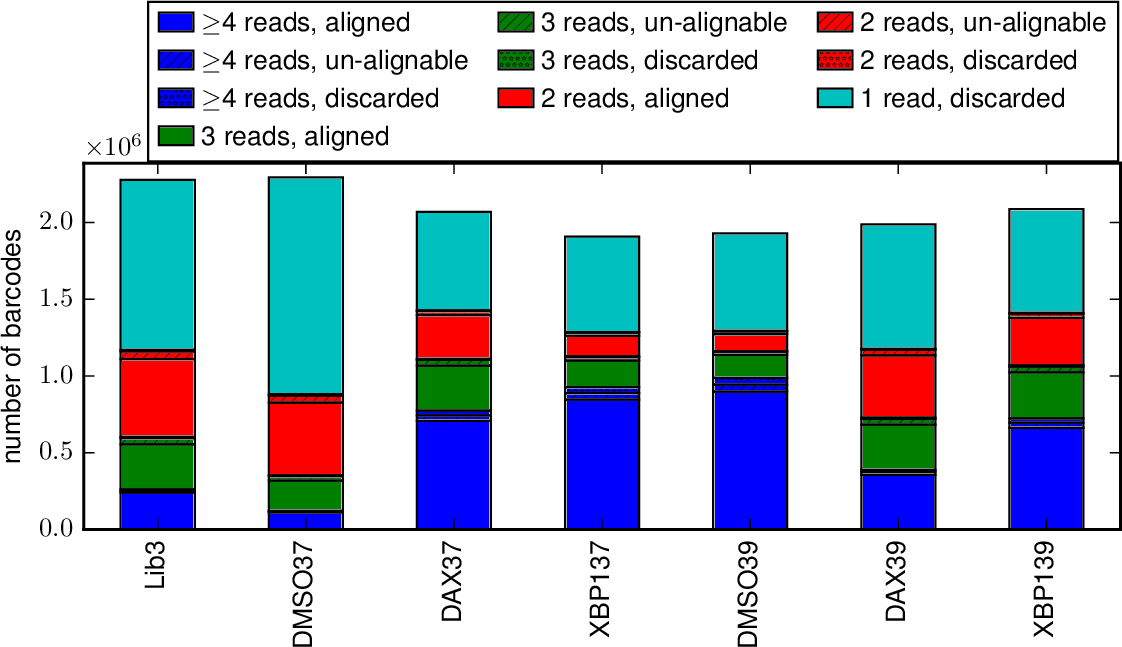 ≥4 reads, aligned
3 reads, un-alignable
2 reads, un-alignable
≥4 reads, un-alignable
3 reads, discarded
2 reads, discarded
≥4 reads, discarded
2 reads, aligned
1 read, discarded
3 reads, aligned
×10⁶
number of barcodes
2.0
1.5
1.0
0.5
0.0
Lib3
DMSO37
DAX37
XBP137
DMSO39
DAX39
XBP139